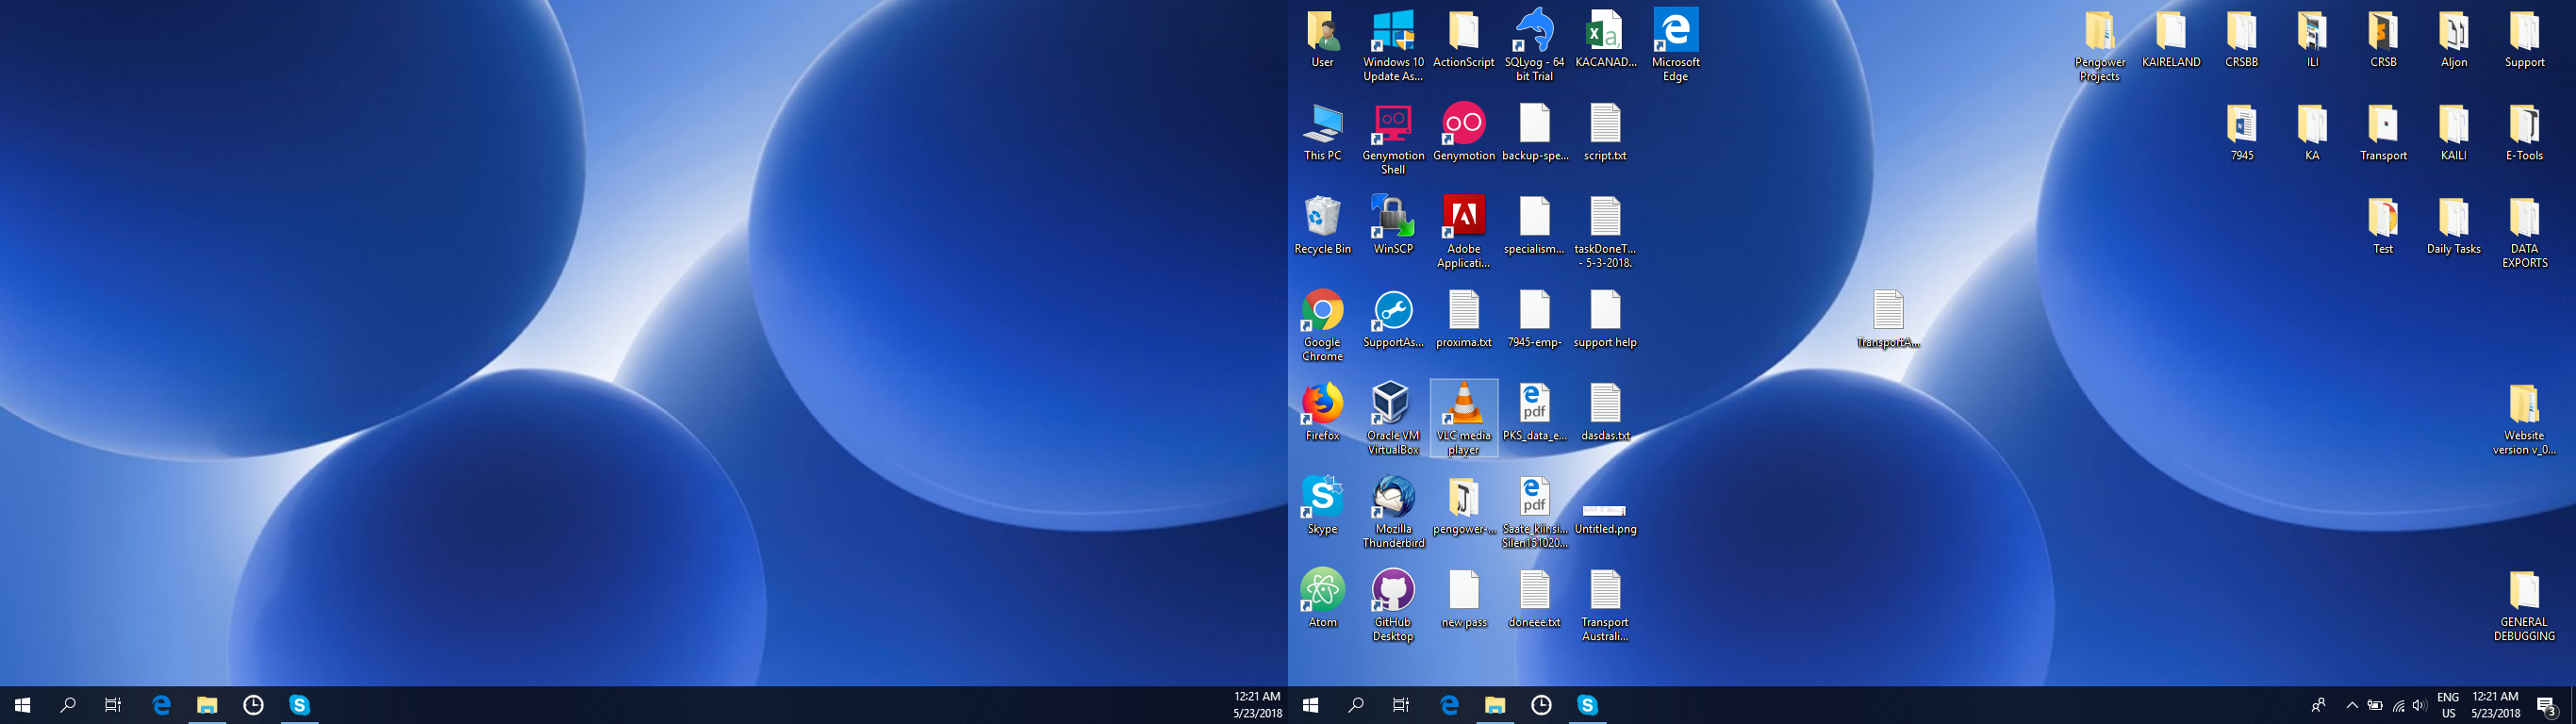 User
Windows 10
Update As...
ActionScript
SQLyog - 64
bit Trial
KACANAD...
Microsoft
Edge
Pengower
Projects
KAIRELAND
CRSBB
ILI
CRSB
Aljon
Support
This PC
Genymotion
Shell
Genymotion
backup-spe...
script.txt
7945
KA
Transport
KAILI
E-Tools
Recycle Bin
WinSCP
Adobe
Applicati...
specialism...
taskDoneT...
- 5-3-2018.
Test
Daily Tasks
DATA
EXPORTS
Google
Chrome
SupportAs...
proxima.txt
7945-emp-
support help
TransportA...
Firefox
Oracle VM
VirtualBox
VLC media
player
pdf
PKS_data_e...
dasdas.txt
Website
version v_0...
Skype
Mozilla
Thunderbird
pengower-...
pdf
Saate_kiirisi...
Silen131020...
Untitled.png
Atom
GitHub
Desktop
new pass
doneee.txt
Transport
Australi...
GENERAL
DEBUGGING
12:21 AM
5/23/2018
ENG
US
12:21 AM
5/23/2018
3